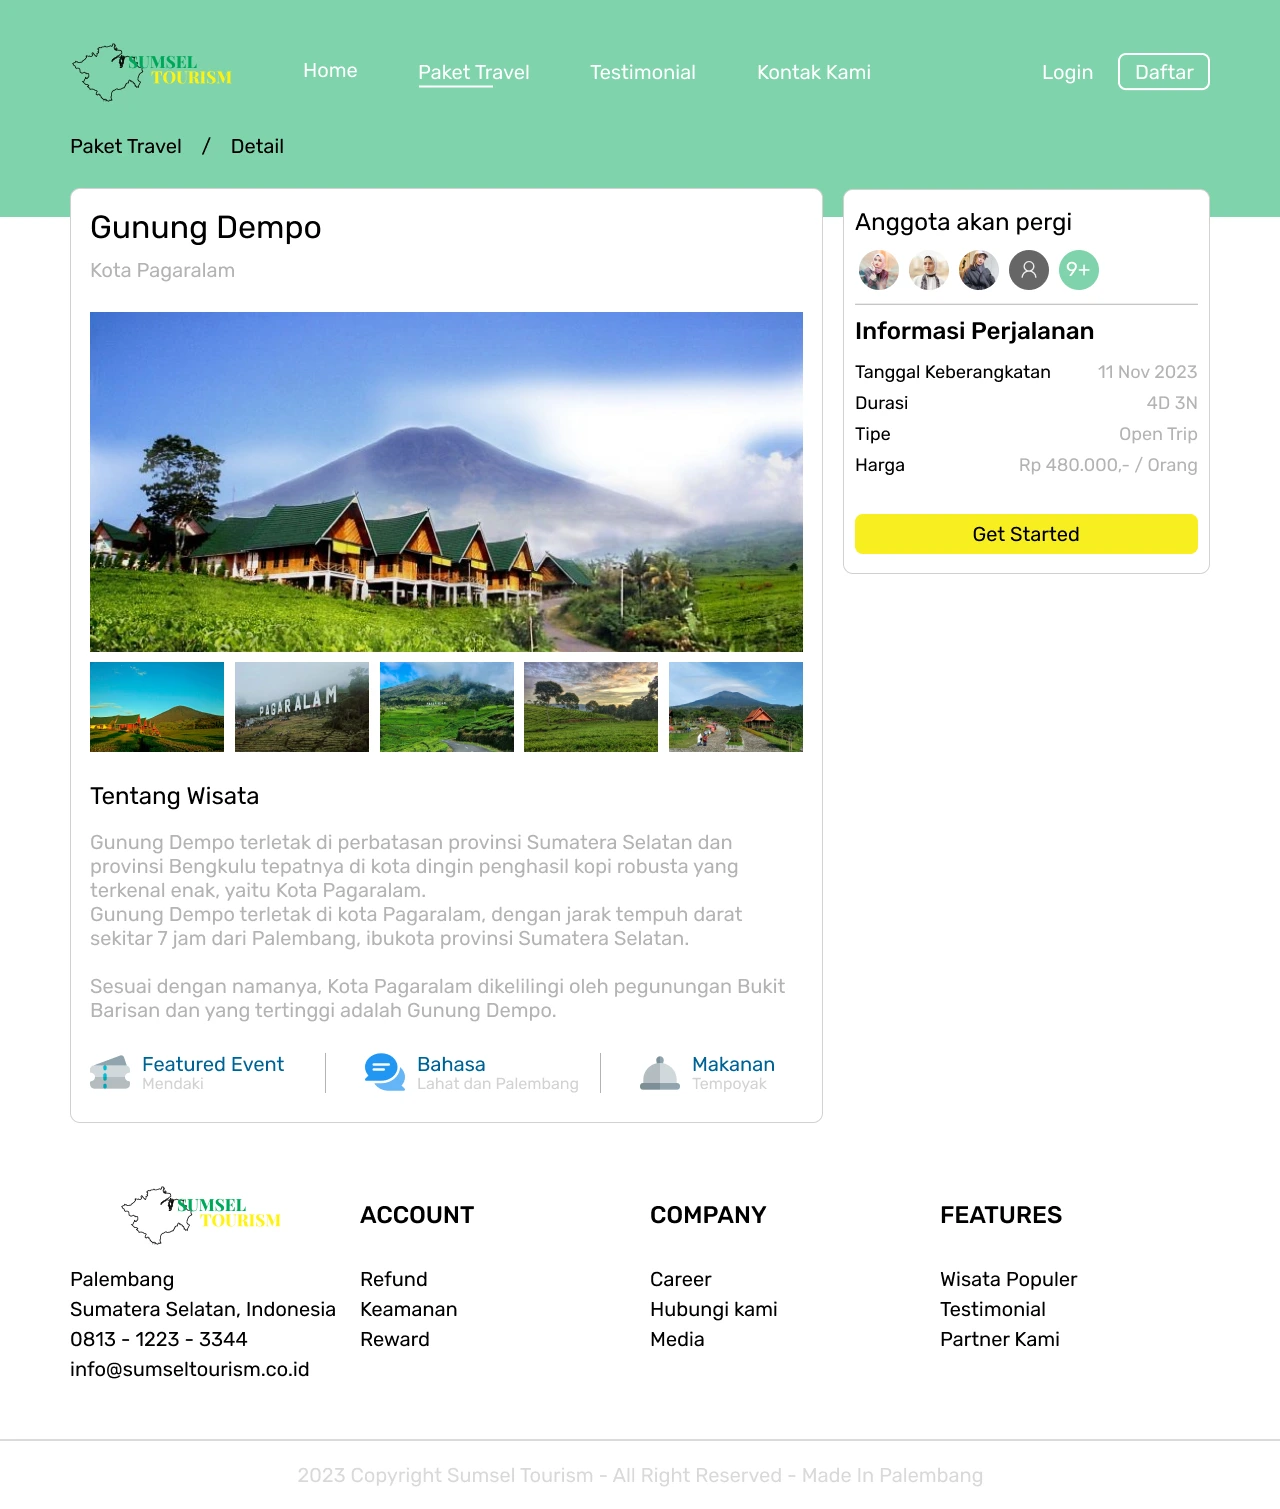 SUMSEL
TOURISM
Home
Paket Travel
Testimonial
Kontak Kami
Login
Daftar
Paket Travel / Detail
Gunung Dempo
Kota Pagaralam
PAGARALAM
Tentang Wisata
Gunung Dempo terletak di perbatasan provinsi Sumatera Selatan dan
provinsi Bengkulu tepatnya di kota dingin penghasil kopi robusta yang
terkenal enak, yaitu Kota Pagaralam.
Gunung Dempo terletak di kota Pagaralam, dengan jarak tempuh darat
sekitar 7 jam dari Palembang, ibukota provinsi Sumatera Selatan.
Sesuai dengan namanya, Kota Pagaralam dikelilingi oleh pegunungan Bukit
Barisan dan yang tertinggi adalah Gunung Dempo.
Featured Event
Mendaki
Bahasa
Lahat dan Palembang
Makanan
Tempoyak
Anggota akan pergi
9+
Informasi Perjalanan
Tanggal Keberangkatan 11 Nov 2023
Durasi 4D 3N
Tipe Open Trip
Harga Rp 480.000,- / Orang
Get Started
SUMSEL
TOURISM
Palembang
Sumatera Selatan, Indonesia
0813 - 1223 - 3344
info@sumseltourism.co.id
ACCOUNT
Refund
Keamanan
Reward
COMPANY
Career
Hubungi kami
Media
FEATURES
Wisata Populer
Testimonial
Partner Kami
2023 Copyright Sumsel Tourism - All Right Reserved - Made In Palembang